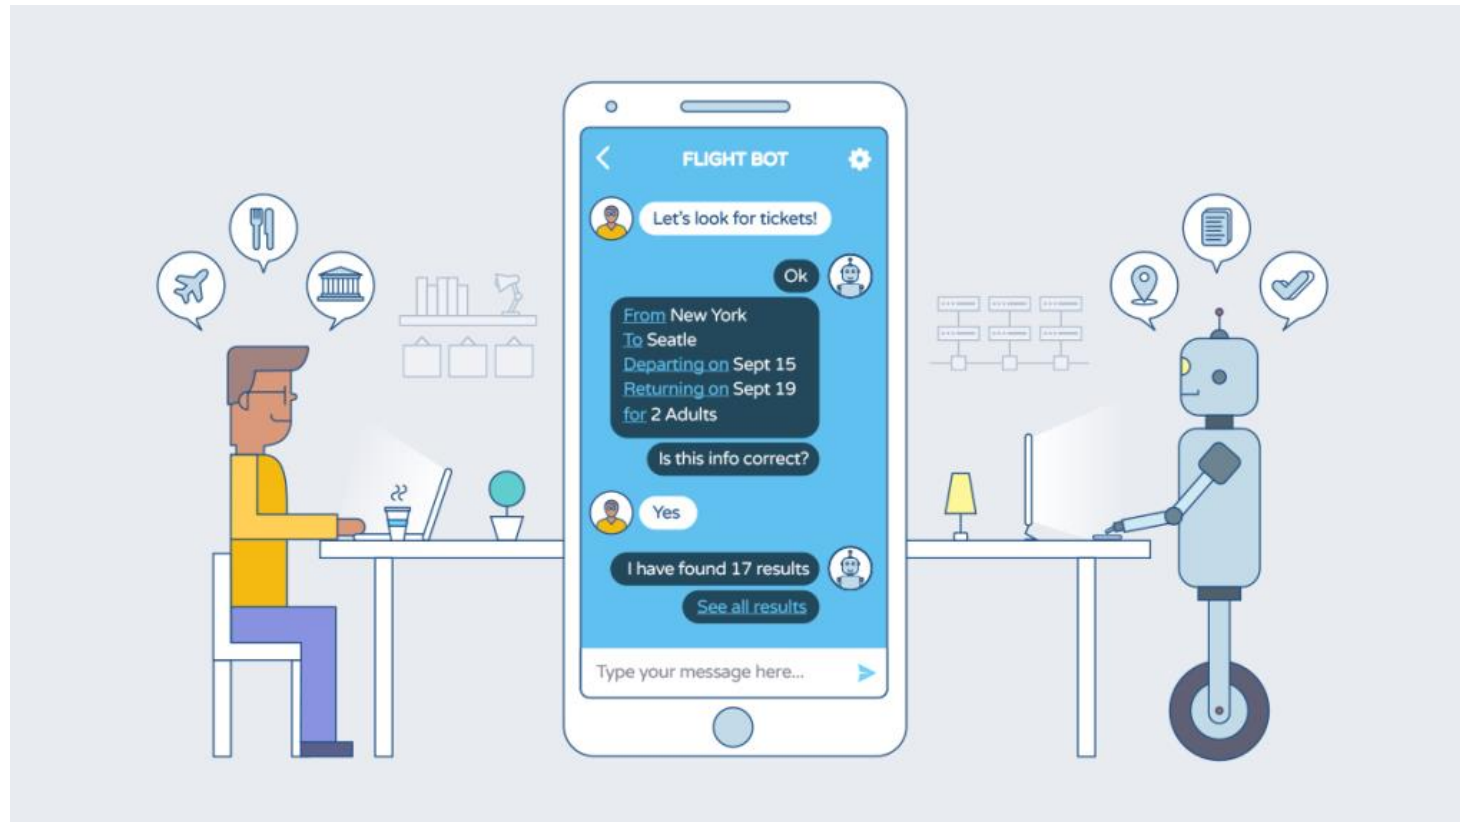 FLIGHT BOT
Let's look for tickets!
Ok
From New York
To Seatle
Departing on Sept 15
Returning on Sept 19
for 2 Adults
Is this info correct?
Yes
I have found 17 results
See all results
Type your message here...